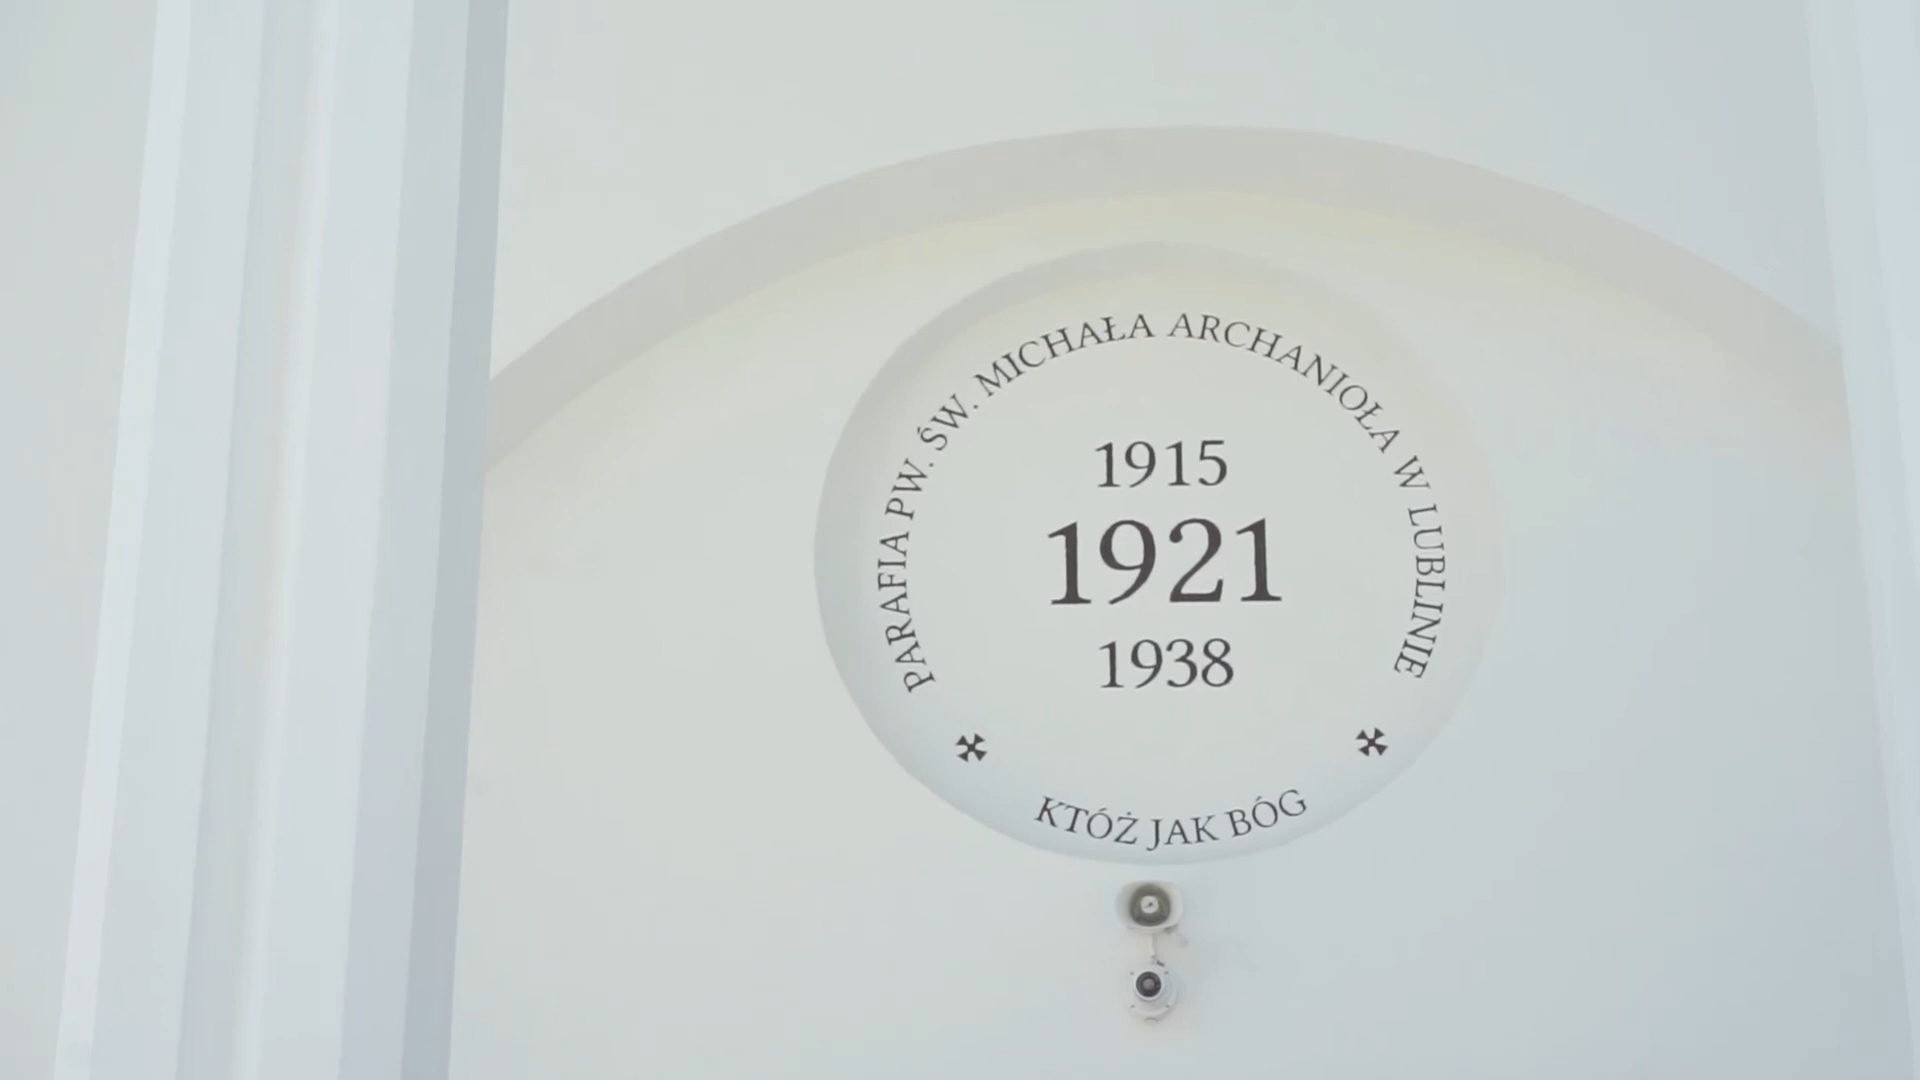 PARAFIA PW. ŚW. MICHAŁA ARCHANIOŁA W LUBLINIE
1915
1921
1938
KTÓŻ JAK BÓG